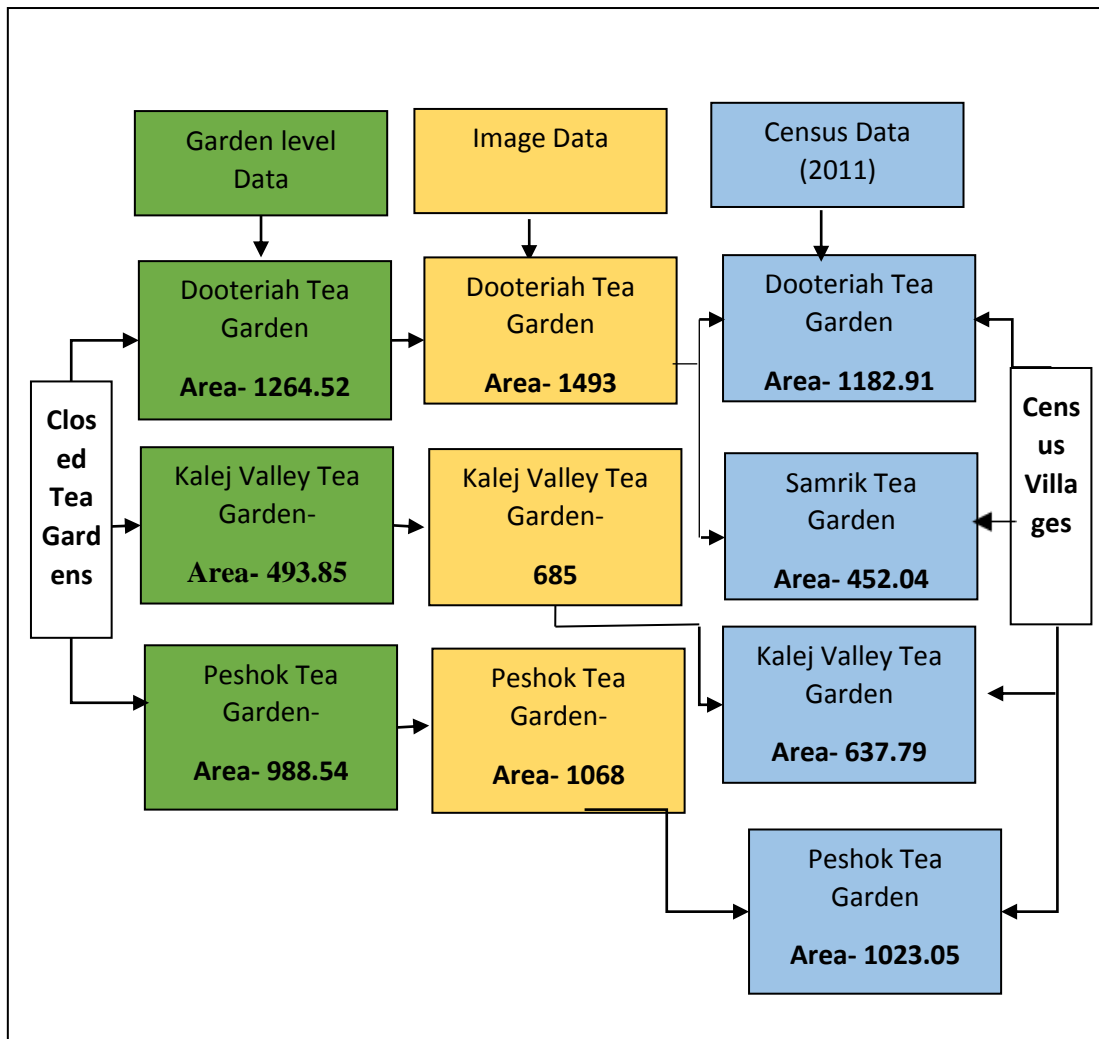 Garden level
Data
Image Data
Census Data
(2011)
Dooteriah Tea
Garden
Area- 1264.52
Dooteriah Tea
Garden
Area- 1493
Dooteriah Tea
Garden
Area- 1182.91
Clos
ed
Tea
Gard
ens
Cens
us
Villa
ges
Kalej Valley Tea
Garden-
Area- 493.85
Kalej Valley Tea
Garden-
685
Samrik Tea
Garden
Area- 452.04
Peshok Tea
Garden-
Area- 988.54
Peshok Tea
Garden-
Area- 1068
Kalej Valley Tea
Garden
Area- 637.79
Peshok Tea
Garden
Area- 1023.05